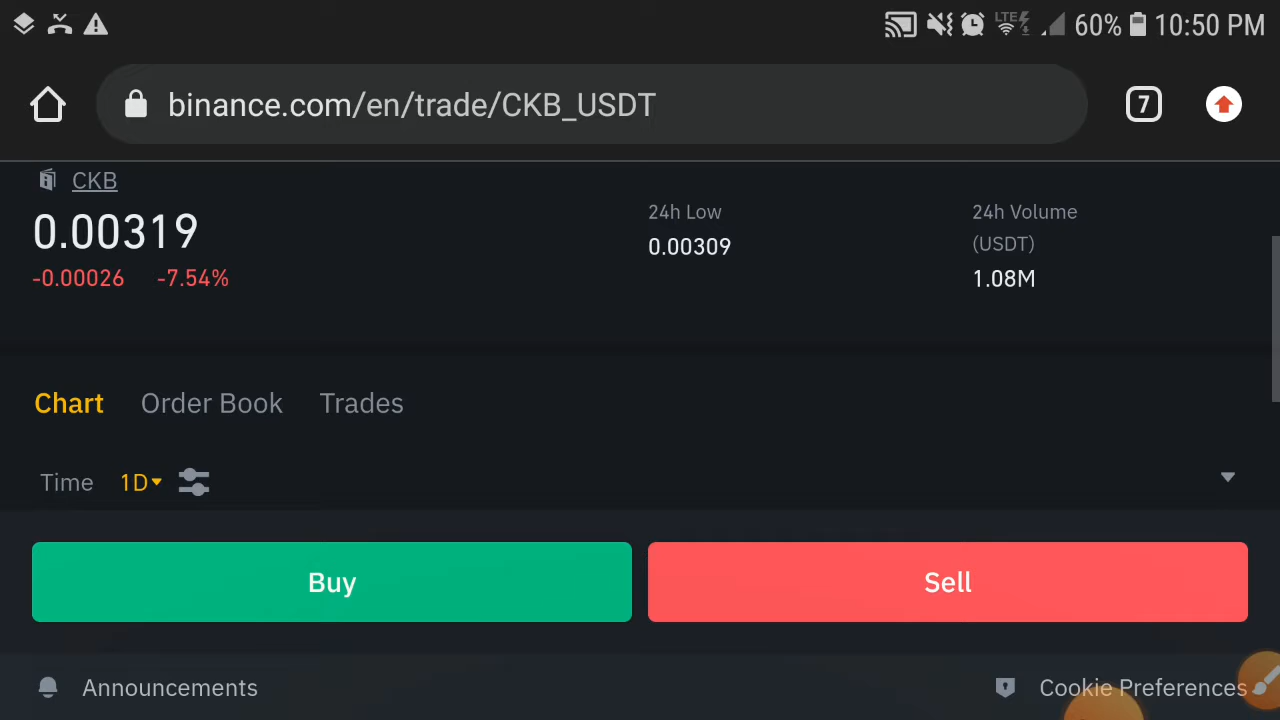 LTE 60% 10:50 PM
binance.com/en/trade/CKB_USDT 7
CKB
0.00319
-0.00026 -7.54%
24h Low
0.00309
24h Volume
(USDT)
1.08M
Chart Order Book Trades
Time 1D
Buy Sell
Announcements Cookie Preferences